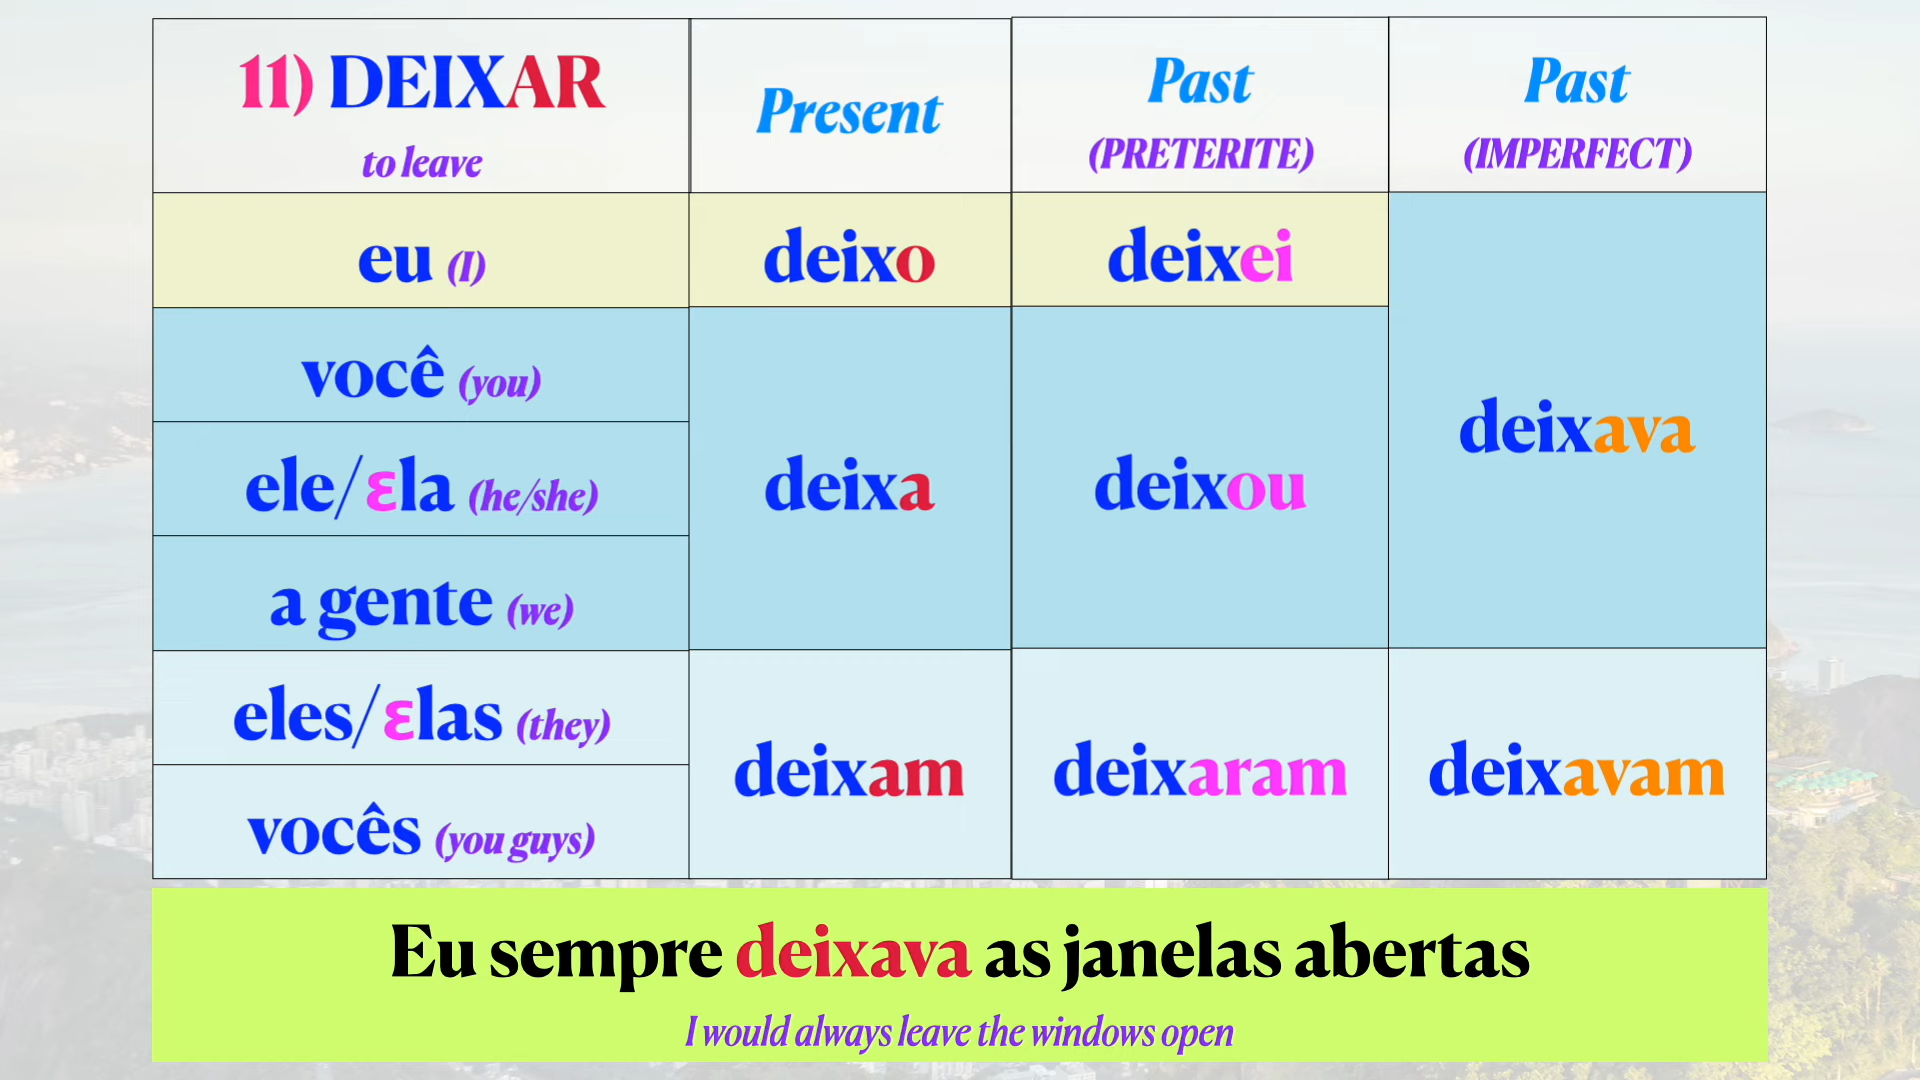 11) DEIXAR
to leave
Present
Past
(PRETERITE)
Past
(IMPERFECT)
eu (I)
deixo
deixei
deixava
você (you)
ele/ɛla (he/she)
a gente (we)
deixa
deixou
eles/ɛlas (they)
vocês (you guys)
deixam
deixaram
deixavam
Eu sempre deixava as janelas abertas
I would always leave the windows open